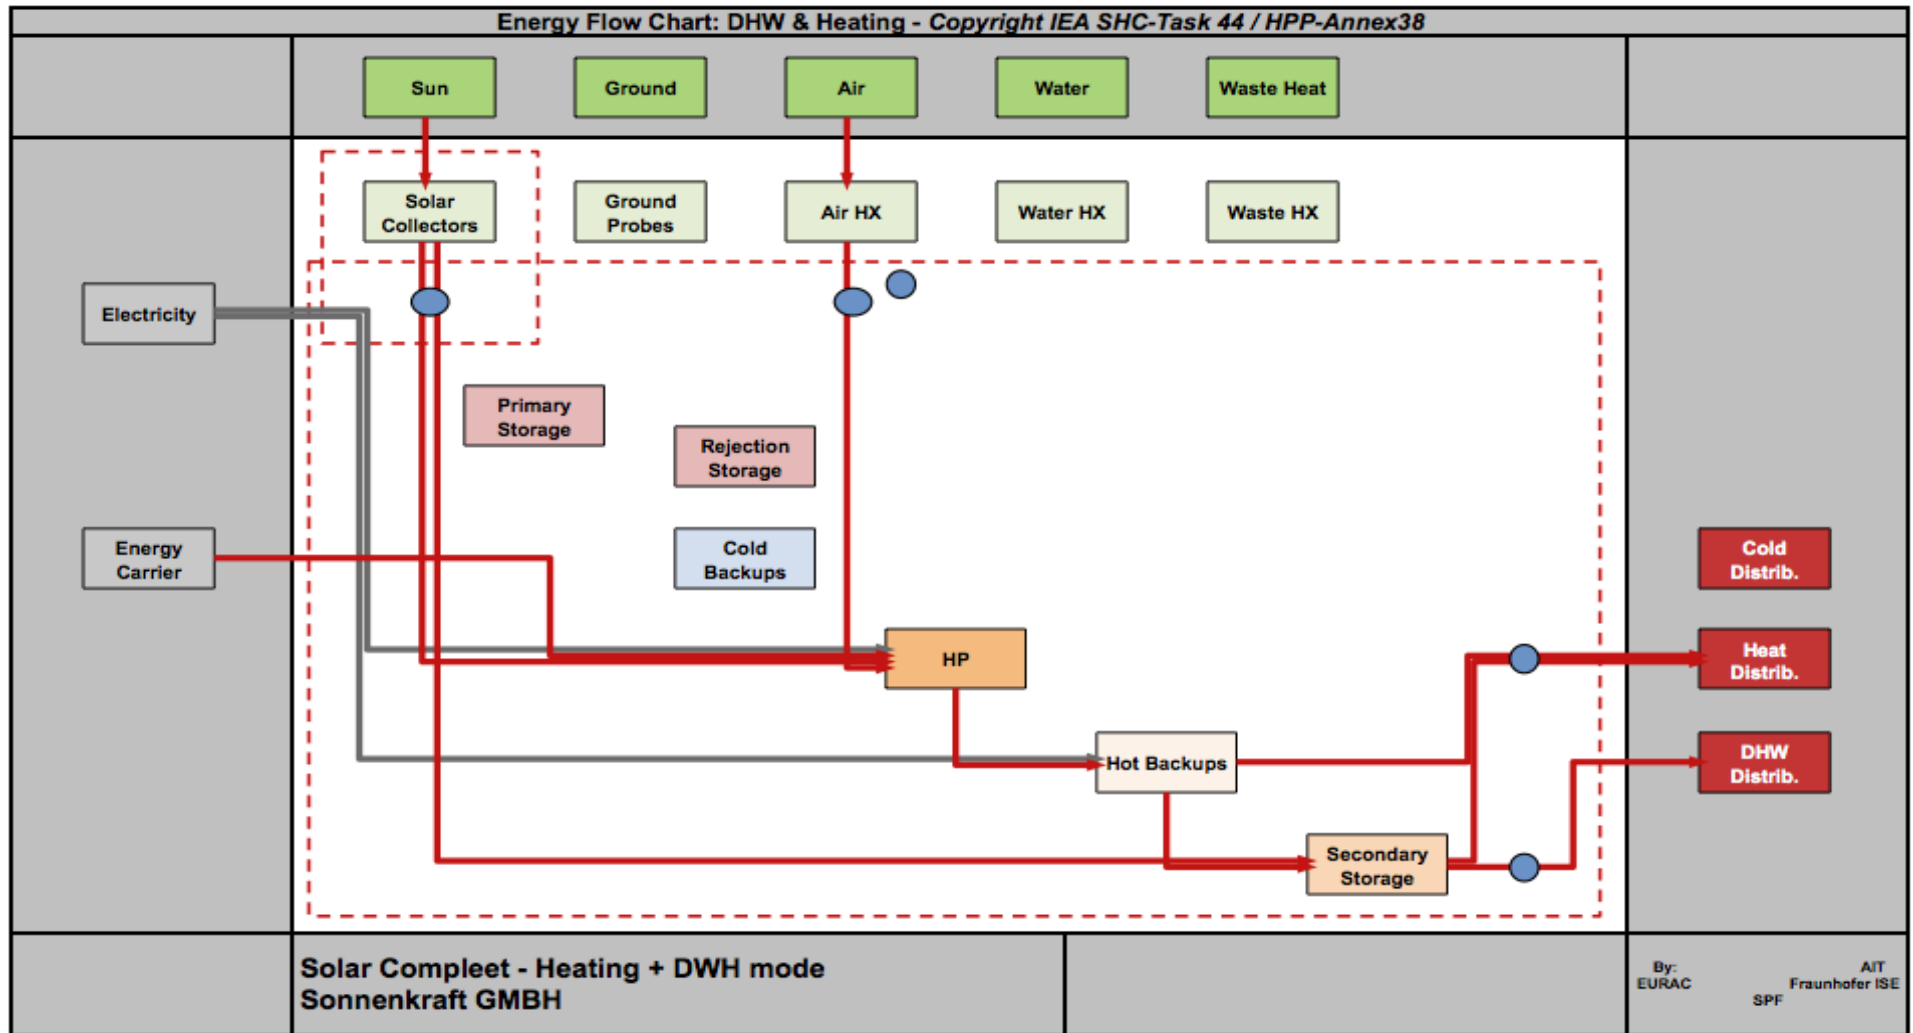 Energy Flow Chart: DHW & Heating - Copyright IEA SHC-Task 44 / HPP-Annex38
Sun
Ground
Air
Water
Waste Heat
Solar
Collectors
Ground
Probes
Air HX
Water HX
Waste HX
Electricity
Primary
Storage
Rejection
Storage
Energy
Carrier
Cold
Backups
Cold
Distrib.
HP
Heat
Distrib.
Hot Backups
DHW
Distrib.
Secondary
Storage
Solar Compleet - Heating + DWH mode
Sonnenkraft GMBH
By: AIT
EURAC Fraunhofer ISE
SPF